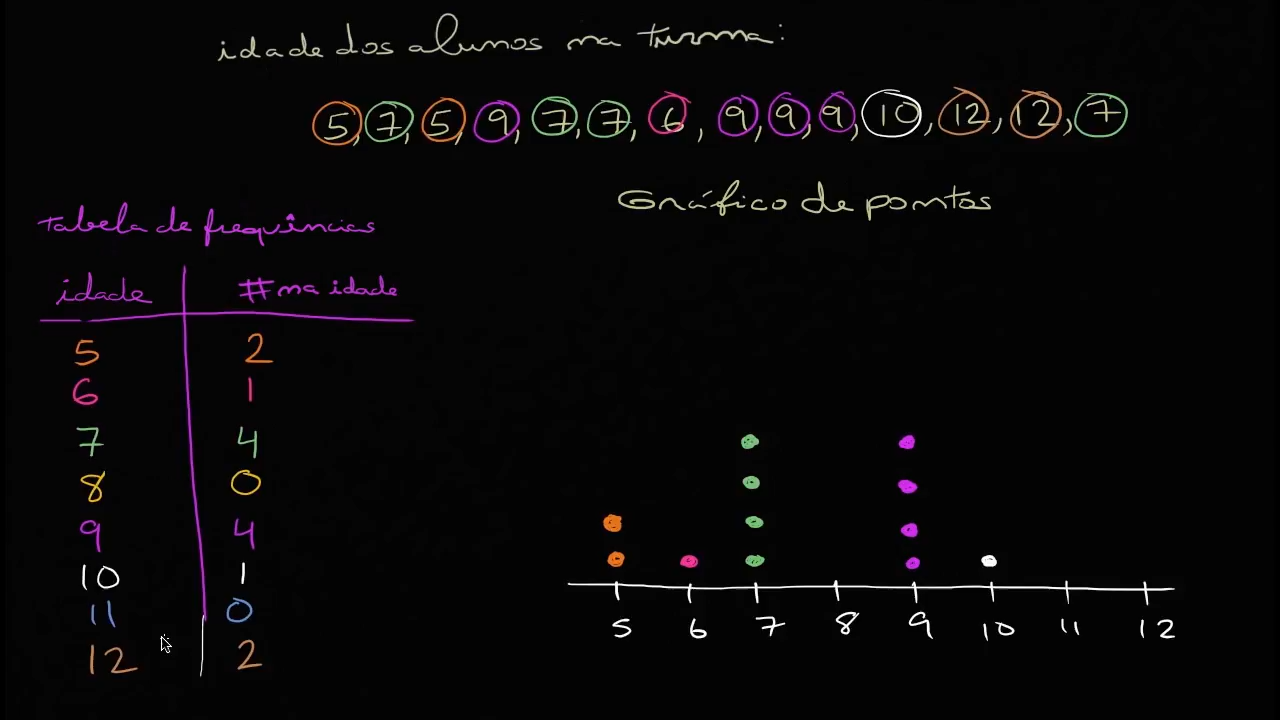 idade dos alunos na turma:
5, 7, 5, 9, 7, 7, 6, 9, 9, 9, 10, 12, 12, 7
Gráfico de pontos
Tabela de frequências
idade # na idade
5 2
6 1
7 4
8 0
9 4
10 1
11 0
12 2
5 6 7 8 9 10 11 12